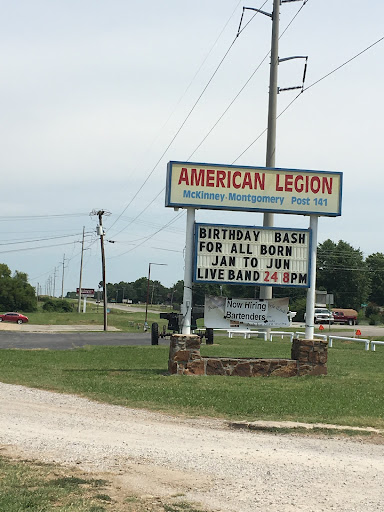 AMERICAN LEGION
McKinney-Montgomery Post 141
BIRTHDAY BASH
FOR ALL BORN
JAN TO JUN
LIVE BAND 24 8PM
Now Hiring
Bartenders